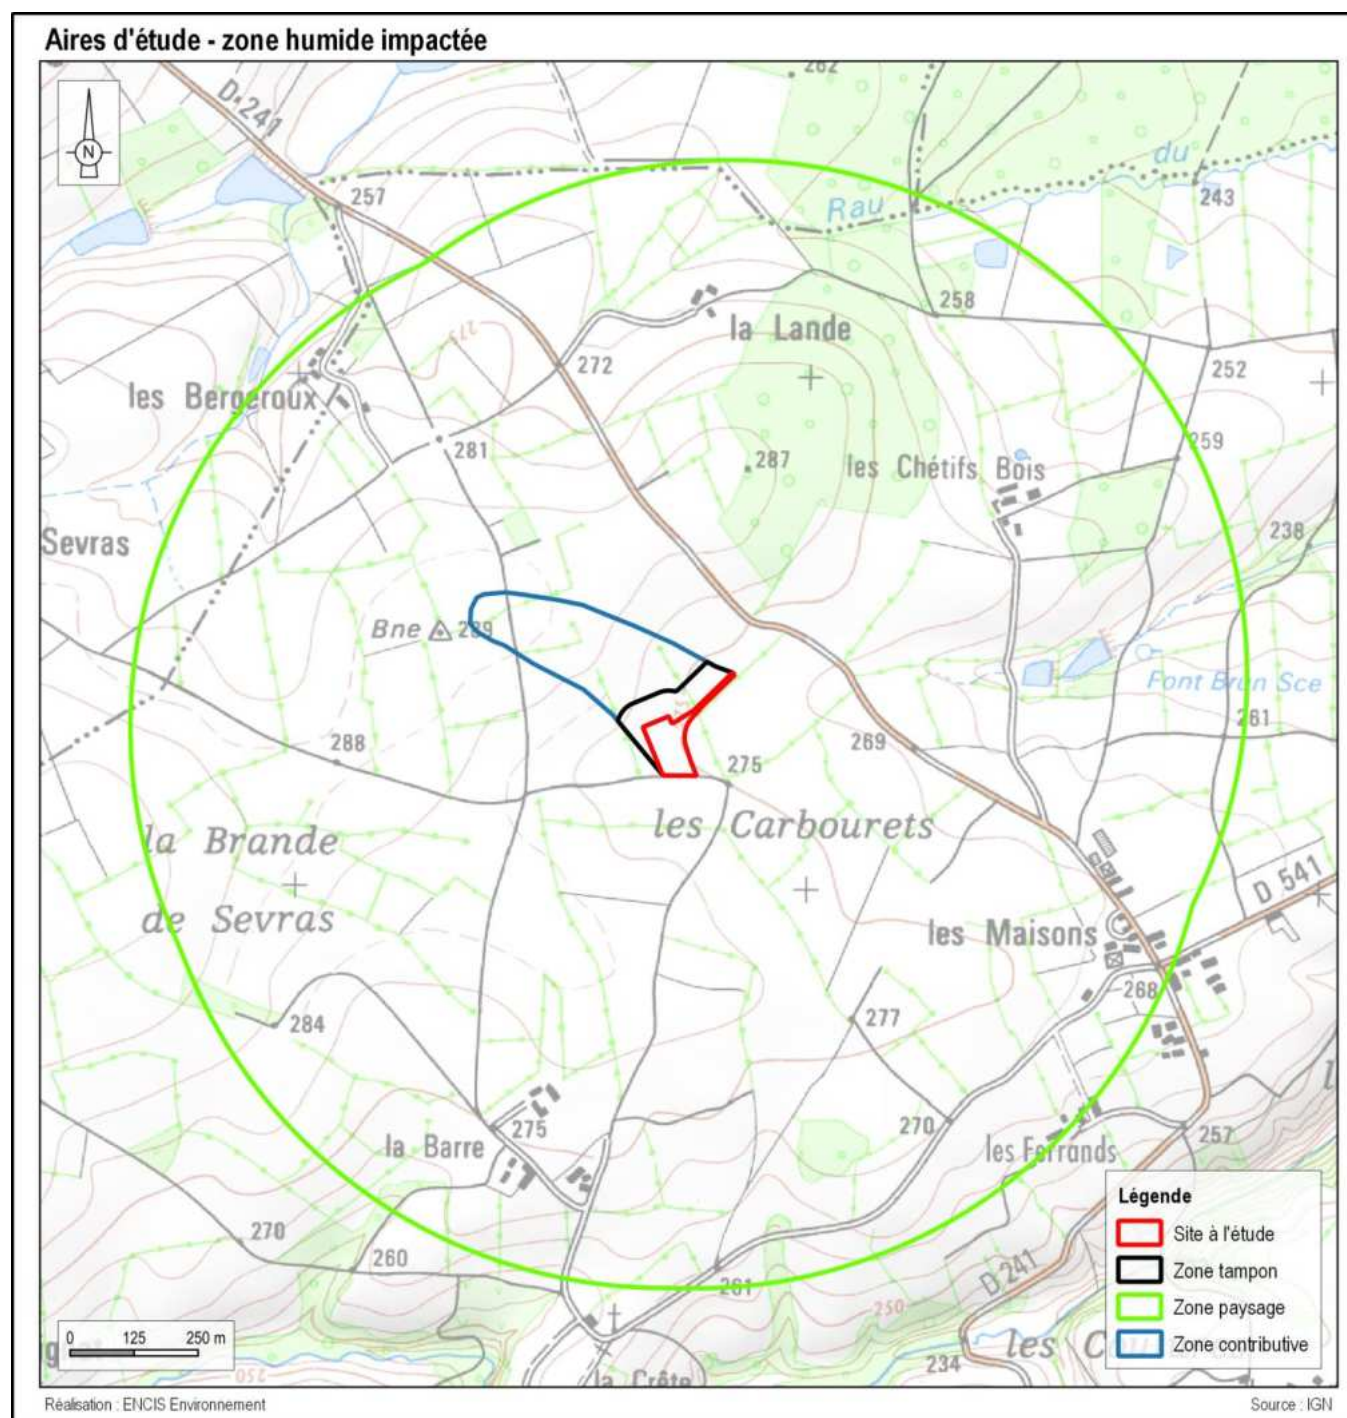 Aires d'étude - zone humide impactée
N
D 241
262
257
du
Rau
243
258
la Lande
272
275
252
les Bergeroux
281
259
287
les Chétifs Bois
Sevras
238
Bne
289
Font Brun Sce
261
288
269
275
la Brande
les Carbourets
de Sevras
D 541
les Maisons
268
284
277
275
270
257
la Barre
les Ferrands
270
260
261
D 241
250
234
les Cou
la Crête
250
Légende
Site à l'étude
Zone tampon
Zone paysage
Zone contributive
0 125 250 m
Réalisation : ENCIS Environnement
Source : IGN